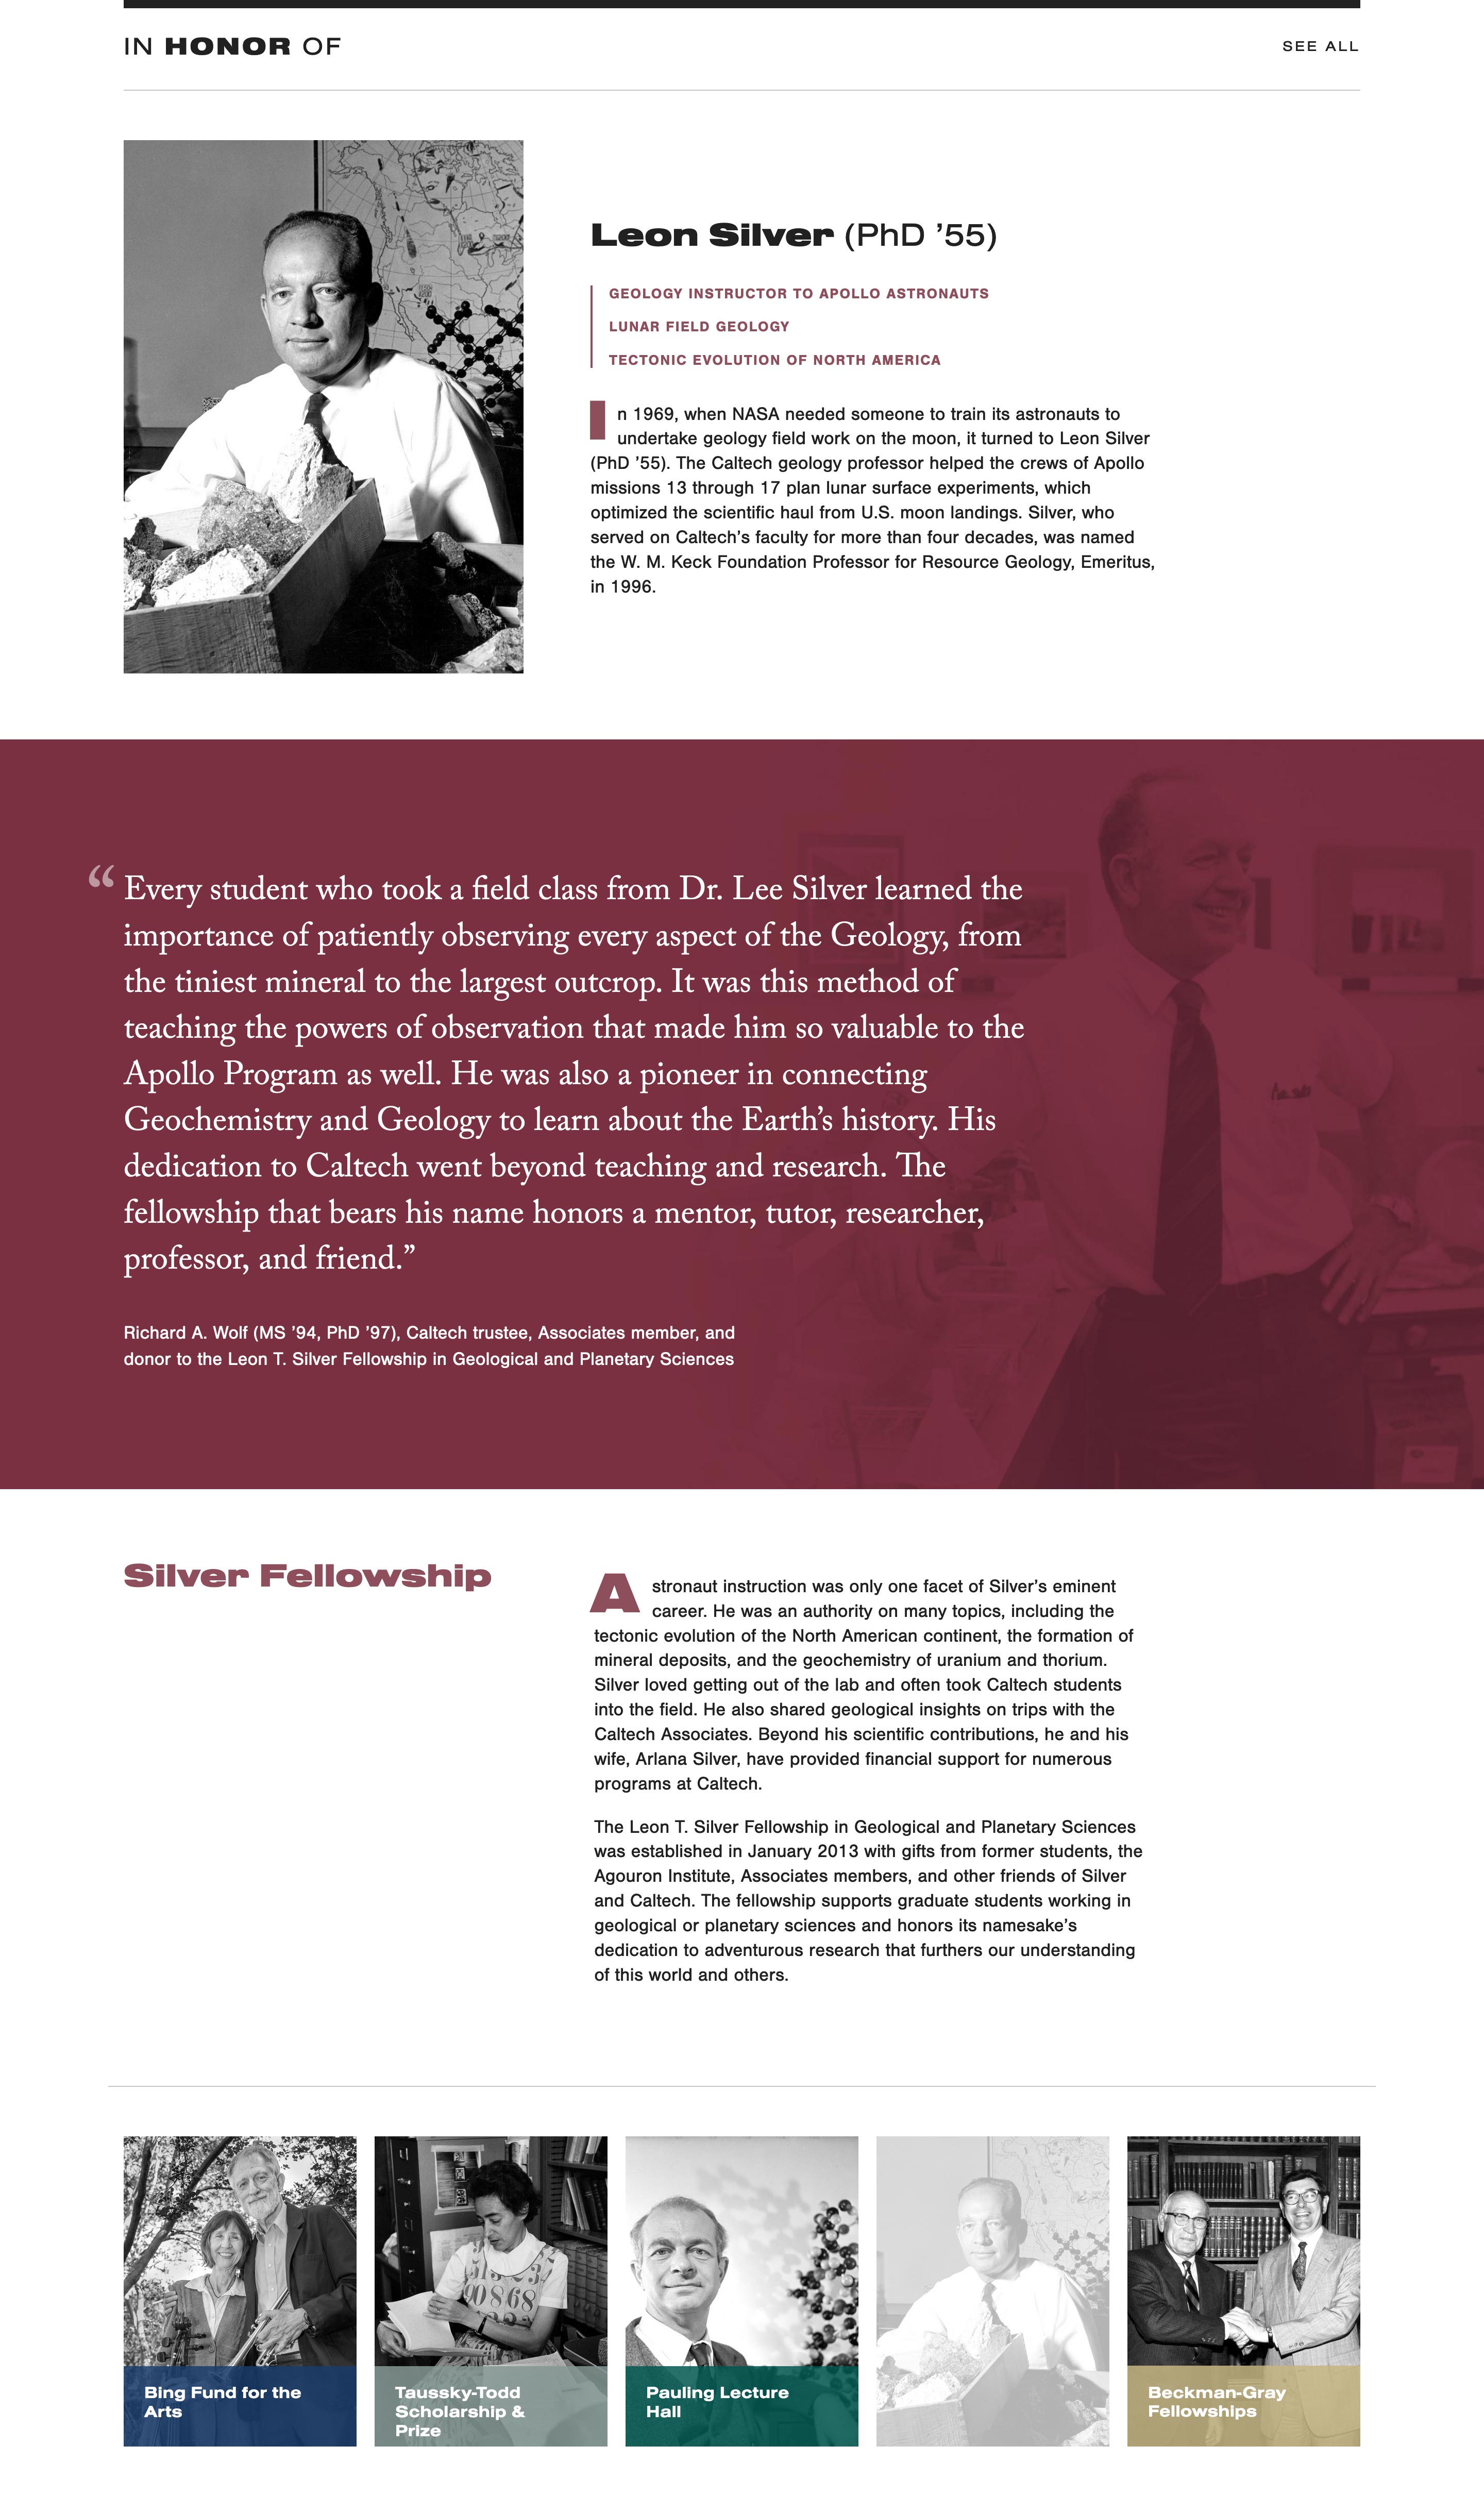 IN HONOR OF
SEE ALL
Leon Silver (PhD ’55)
GEOLOGY INSTRUCTOR TO APOLLO ASTRONAUTS
LUNAR FIELD GEOLOGY
TECTONIC EVOLUTION OF NORTH AMERICA
In 1969, when NASA needed someone to train its astronauts to
undertake geology field work on the moon, it turned to Leon Silver
(PhD ’55). The Caltech geology professor helped the crews of Apollo
missions 13 through 17 plan lunar surface experiments, which
optimized the scientific haul from U.S. moon landings. Silver, who
served on Caltech’s faculty for more than four decades, was named
the W. M. Keck Foundation Professor for Resource Geology, Emeritus,
in 1996.
“Every student who took a field class from Dr. Lee Silver learned the
importance of patiently observing every aspect of the Geology, from
the tiniest mineral to the largest outcrop. It was this method of
teaching the powers of observation that made him so valuable to the
Apollo Program as well. He was also a pioneer in connecting
Geochemistry and Geology to learn about the Earth’s history. His
dedication to Caltech went beyond teaching and research. The
fellowship that bears his name honors a mentor, tutor, researcher,
professor, and friend.”
Richard A. Wolf (MS ’94, PhD ’97), Caltech trustee, Associates member, and
donor to the Leon T. Silver Fellowship in Geological and Planetary Sciences
Silver Fellowship
Astronaut instruction was only one facet of Silver’s eminent
career. He was an authority on many topics, including the
tectonic evolution of the North American continent, the formation of
mineral deposits, and the geochemistry of uranium and thorium.
Silver loved getting out of the lab and often took Caltech students
into the field. He also shared geological insights on trips with the
Caltech Associates. Beyond his scientific contributions, he and his
wife, Arlana Silver, have provided financial support for numerous
programs at Caltech.
The Leon T. Silver Fellowship in Geological and Planetary Sciences
was established in January 2013 with gifts from former students, the
Agouron Institute, Associates members, and other friends of Silver
and Caltech. The fellowship supports graduate students working in
geological or planetary sciences and honors its namesake’s
dedication to adventurous research that furthers our understanding
of this world and others.
Bing Fund for the
Arts
Taussky-Todd
Scholarship &
Prize
Pauling Lecture
Hall
Beckman-Gray
Fellowships